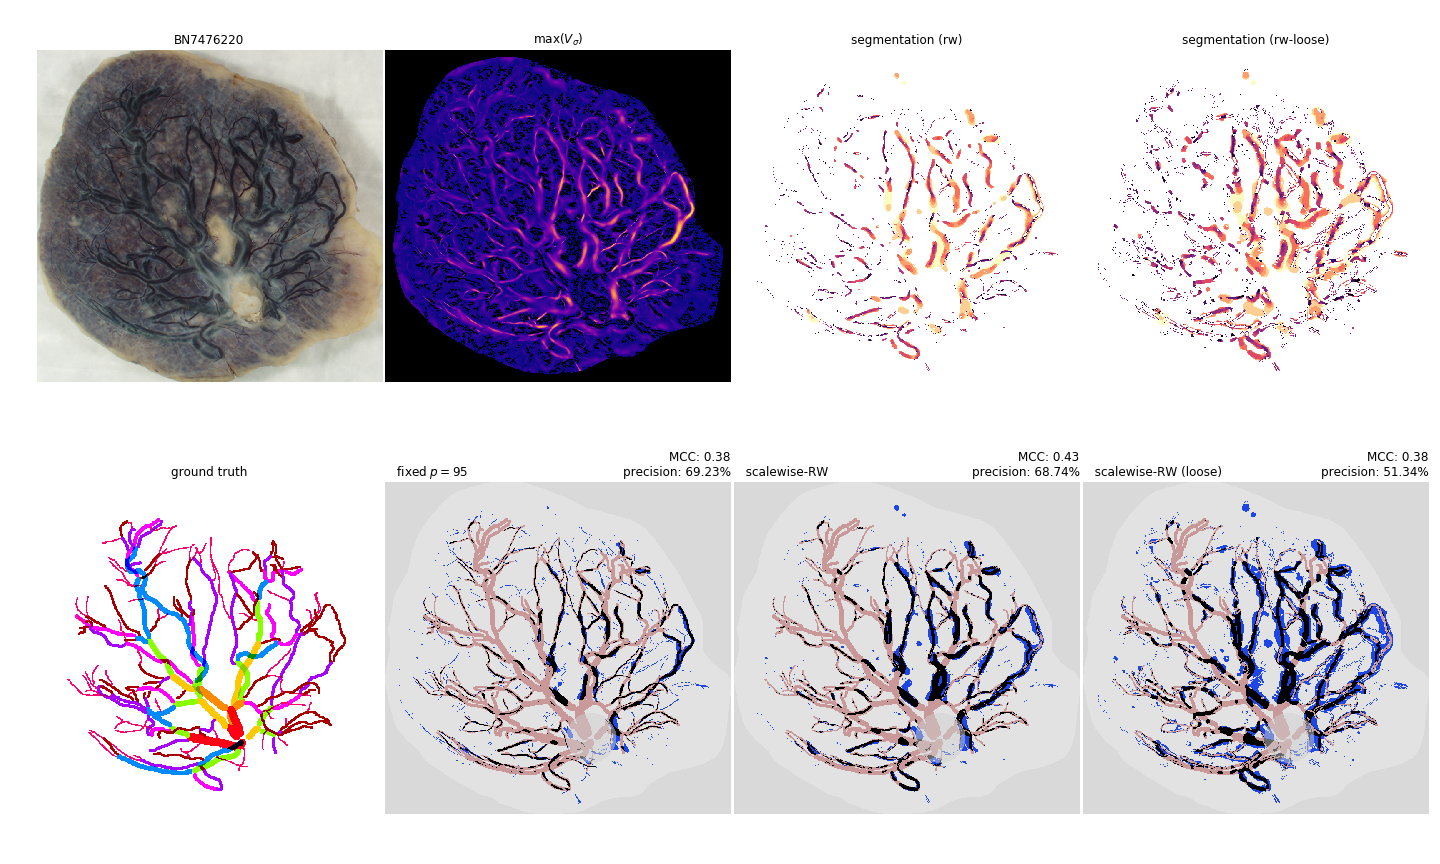 BN7476220
max(V_σ)
segmentation (rw)
segmentation (rw-loose)
ground truth
fixed p = 95
MCC: 0.38
precision: 69.23%
scalewise-RW
MCC: 0.43
precision: 68.74%
scalewise-RW (loose)
MCC: 0.38
precision: 51.34%